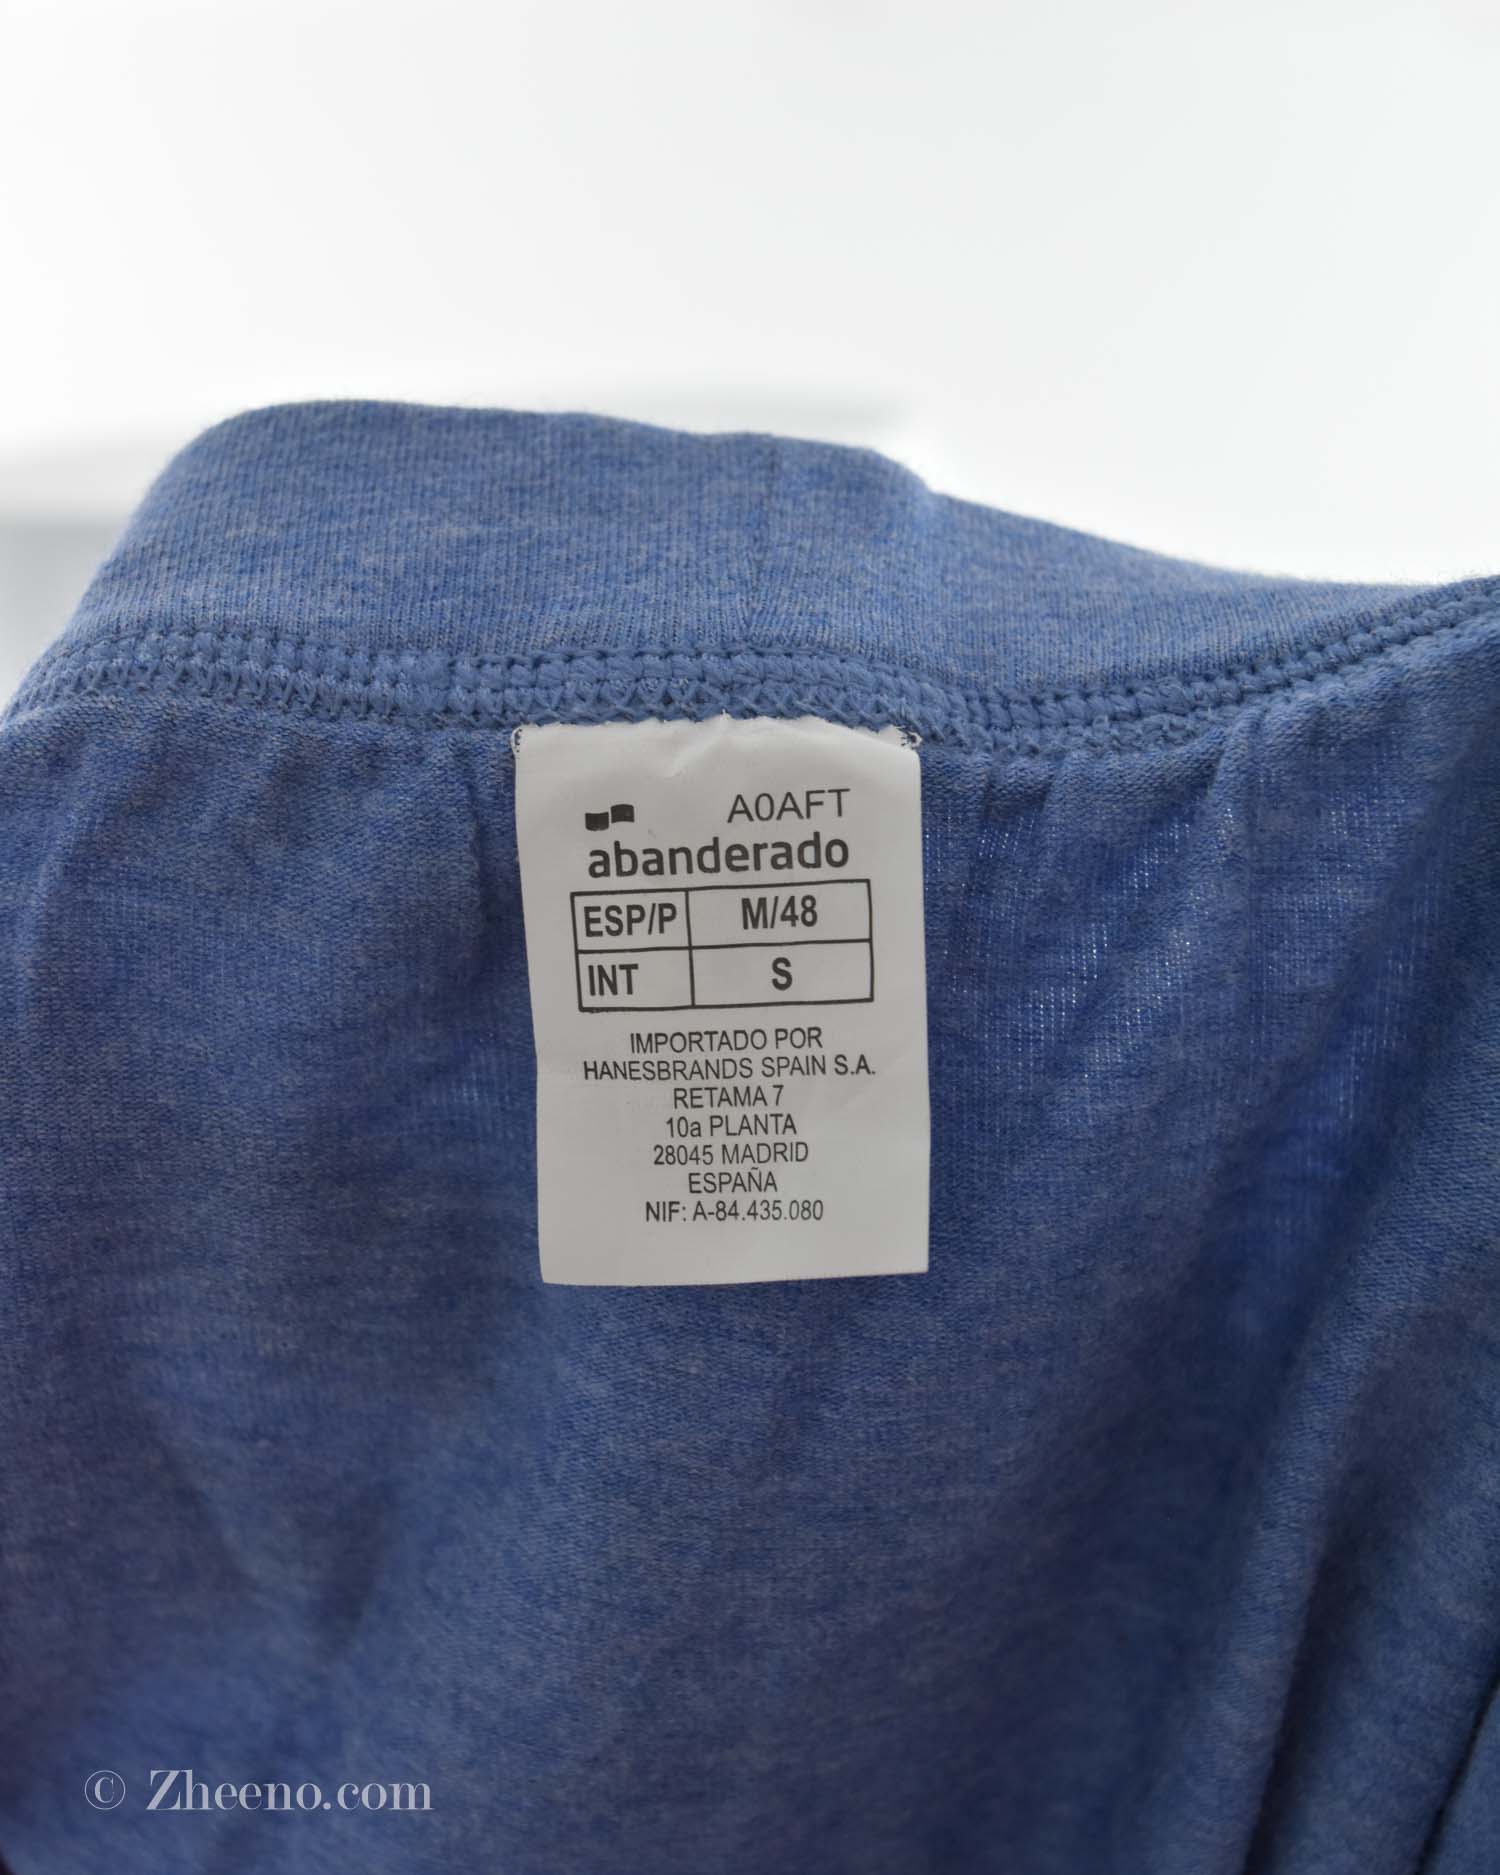 A0AFT
abanderado
ESP/P M/48
INT S
IMPORTADO POR
HANESBRANDS SPAIN S.A.
RETAMA 7
10a PLANTA
28045 MADRID
ESPAÑA
NIF: A-84.435.080
© Zheeno.com